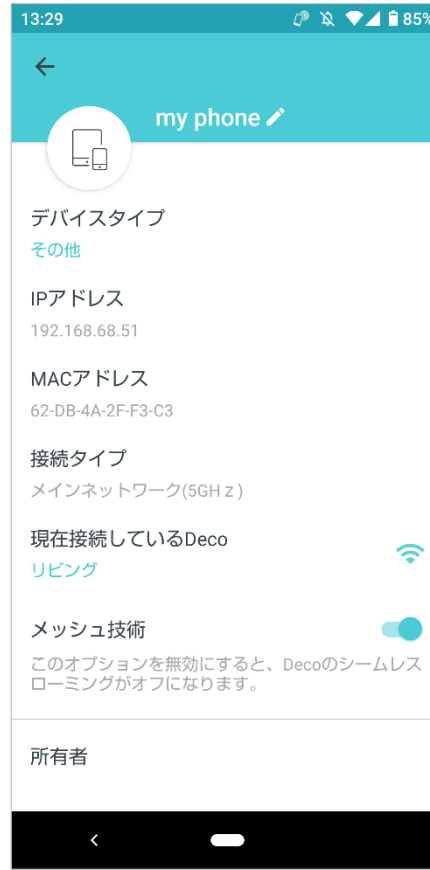 13:29 85%
my phone
デバイスタイプ
その他
IPアドレス
192.168.68.51
MACアドレス
62-DB-4A-2F-F3-C3
接続タイプ
メインネットワーク(5GHｚ)
現在接続しているDeco
リビング
メッシュ技術
このオプションを無効にすると、Decoのシームレス
ローミングがオフになります。
所有者